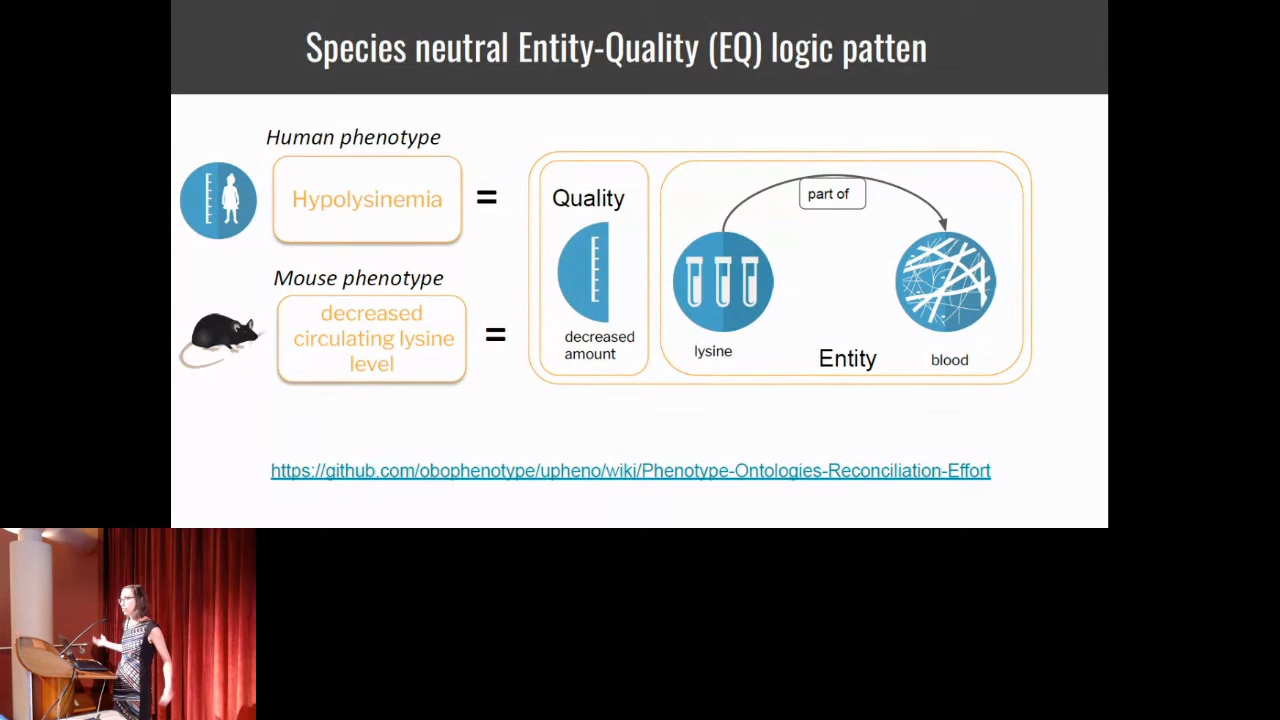 Species neutral Entity-Quality (EQ) logic patten
Human phenotype
Hypolysinemia
=
Mouse phenotype
decreased
circulating lysine
level
=
Quality
decreased
amount
part of
lysine
Entity
blood
https://github.com/obophenotype/upheno/wiki/Phenotype-Ontologies-Reconciliation-Effort